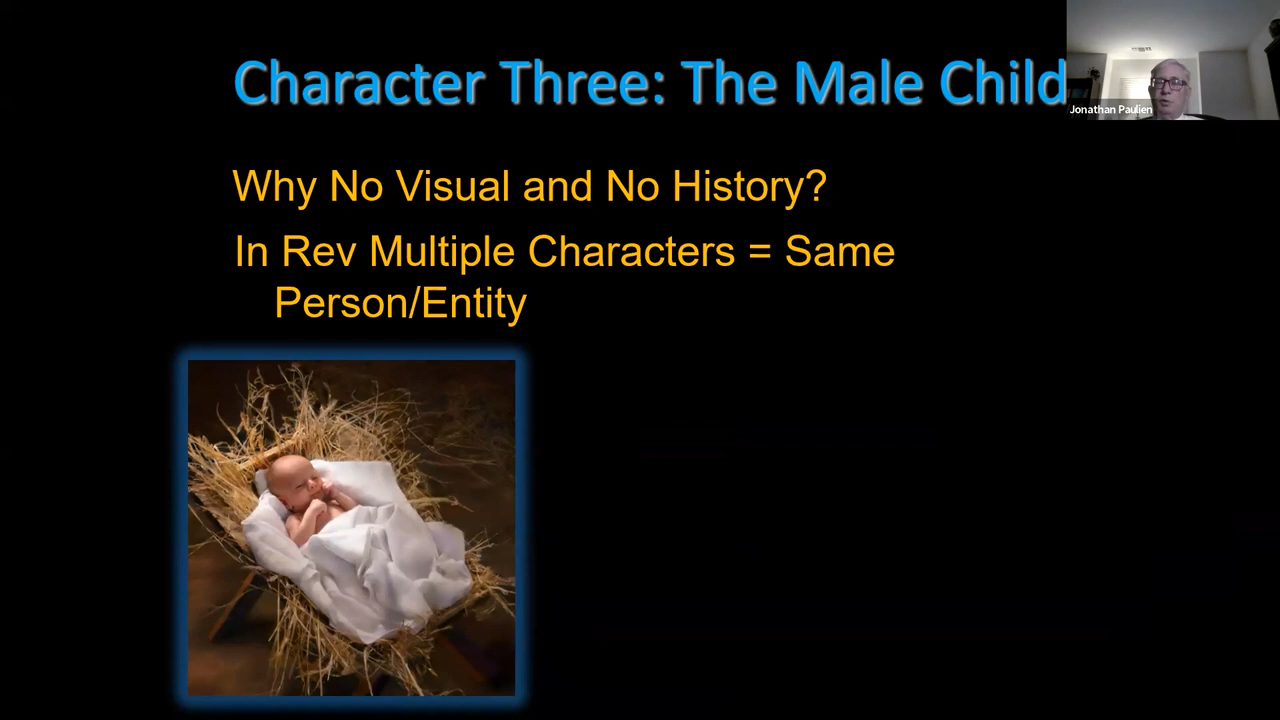 Character Three: The Male Child
Jonathan Paulien
Why No Visual and No History?
In Rev Multiple Characters = Same
Person/Entity